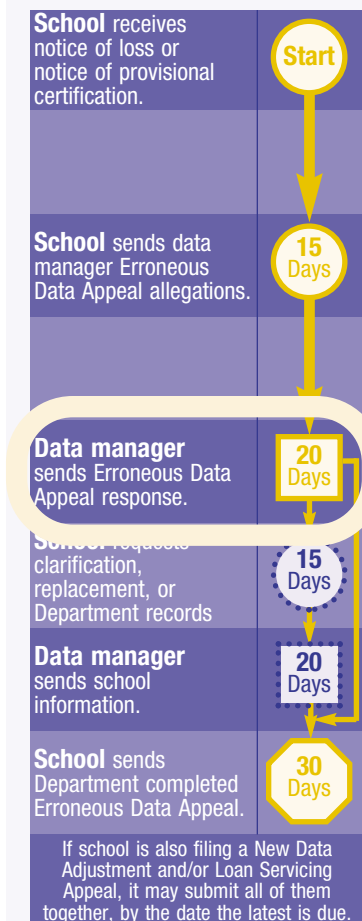 School receives
notice of loss or
notice of provisional
certification.
Start
School sends data
manager Erroneous
Data Appeal allegations.
15
Days
Data manager
sends Erroneous Data
Appeal response.
20
Days
School requests
clarification,
replacement, or
Department records
15
Days
Data manager
sends school
information.
20
Days
School sends
Department completed
Erroneous Data Appeal.
30
Days
If school is also filing a New Data
Adjustment and/or Loan Servicing
Appeal, it may submit all of them
together, by the date the latest is due.